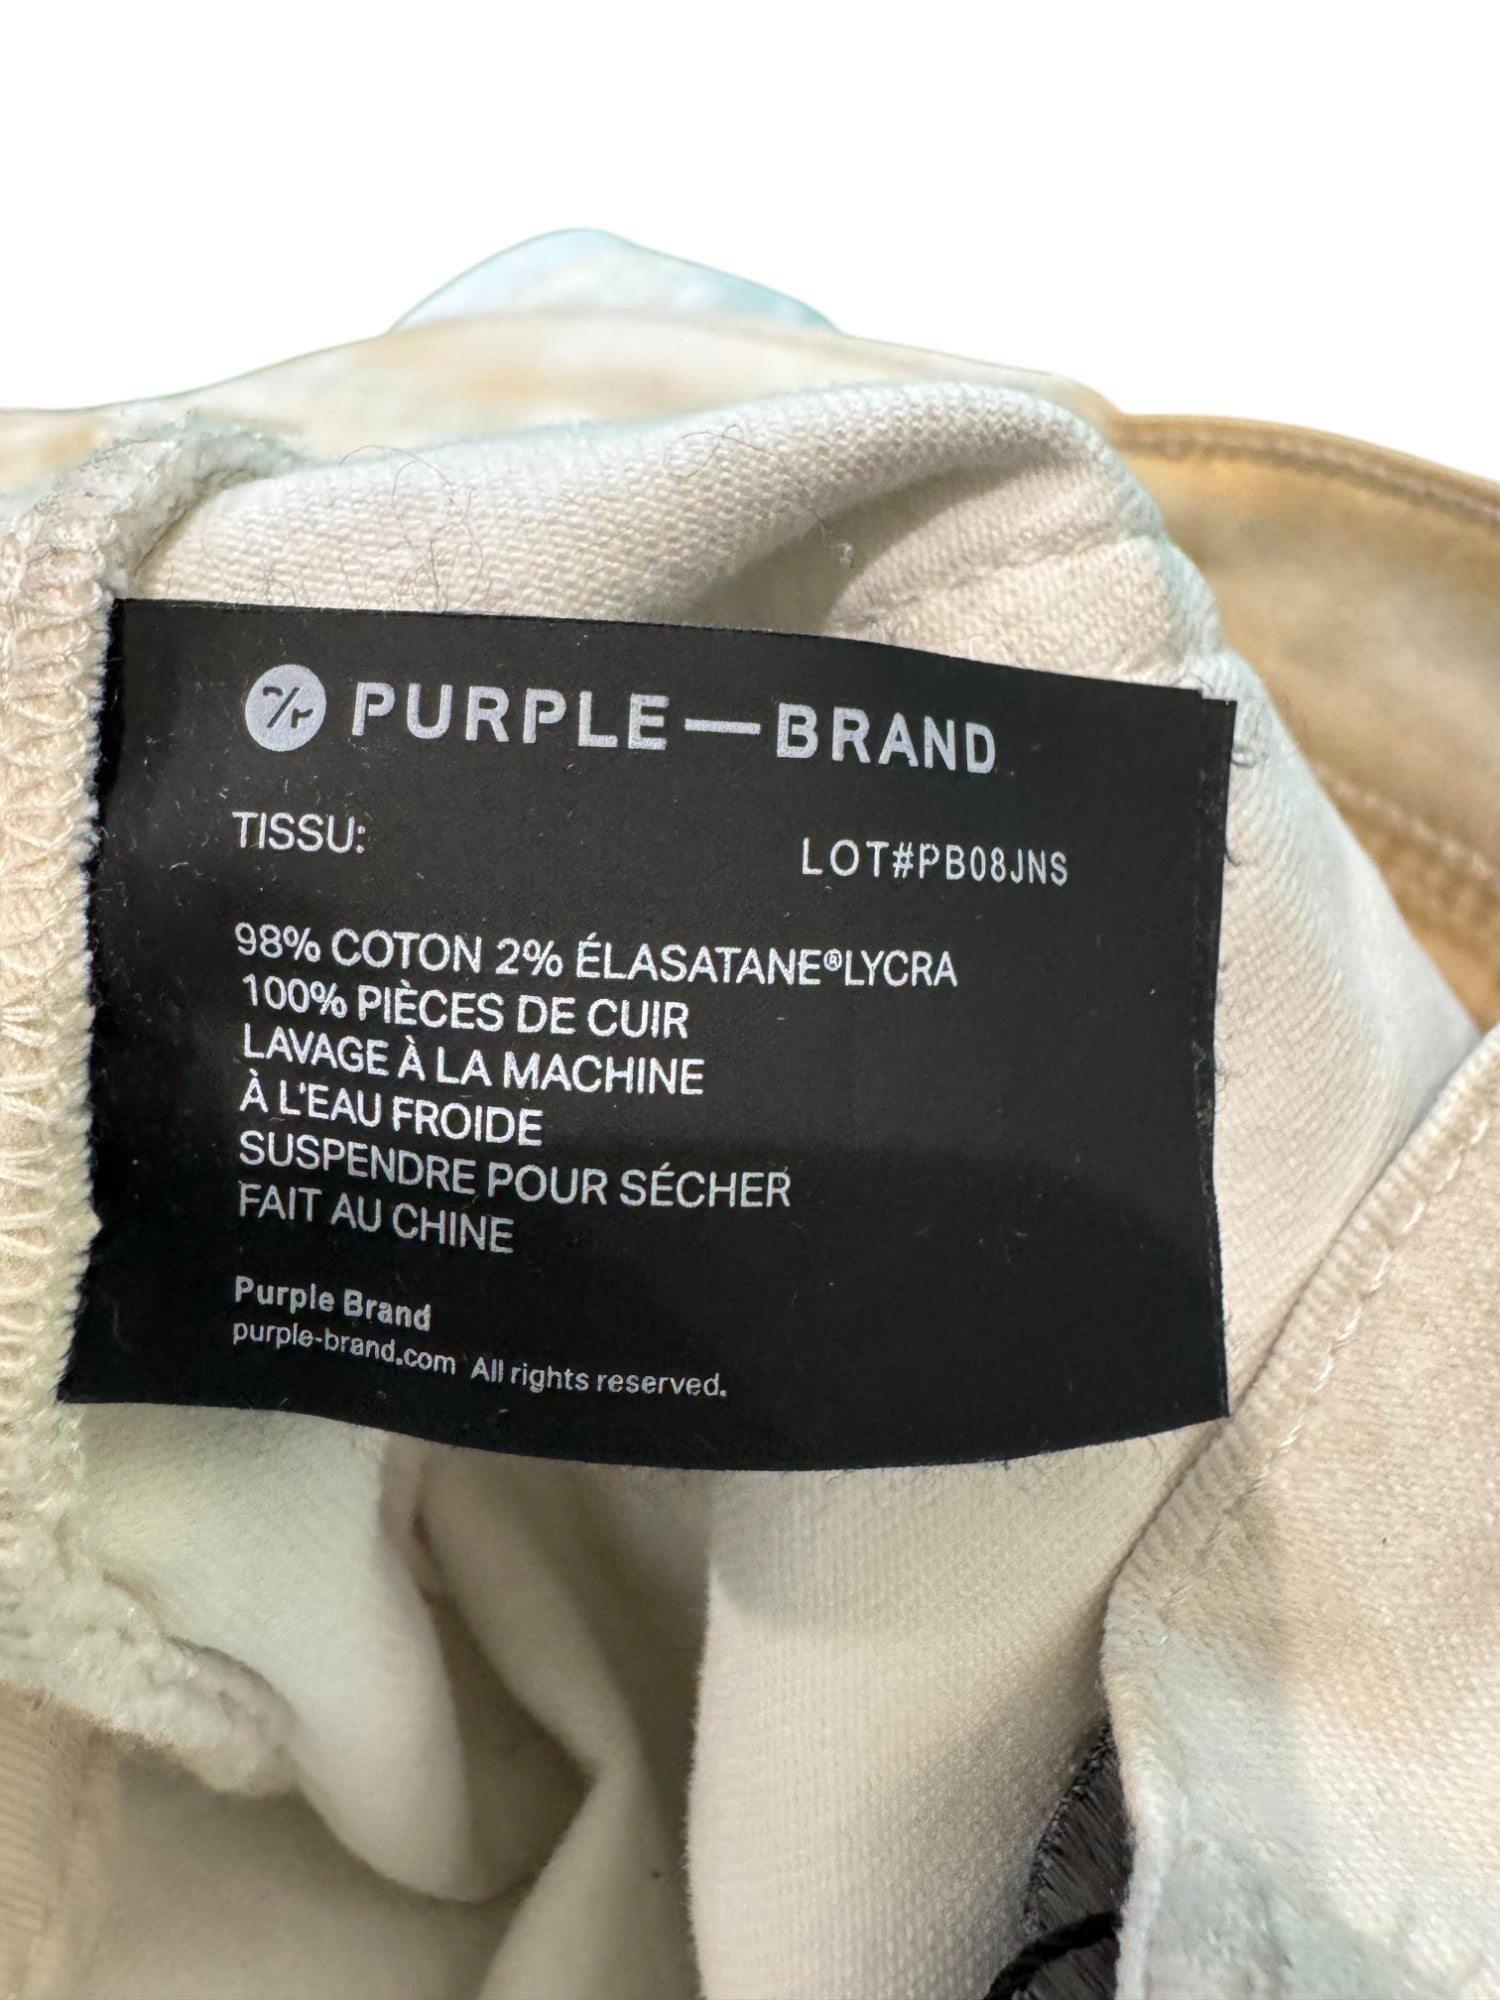 PURPLE—BRAND
TISSU:
LOT#PB08JNS
98% COTON 2% ÉLASATANE®LYCRA
100% PIÈCES DE CUIR
LAVAGE À LA MACHINE
À L'EAU FROIDE
SUSPENDRE POUR SÉCHER
FAIT AU CHINE
Purple Brand
purple-brand.com All rights reserved.